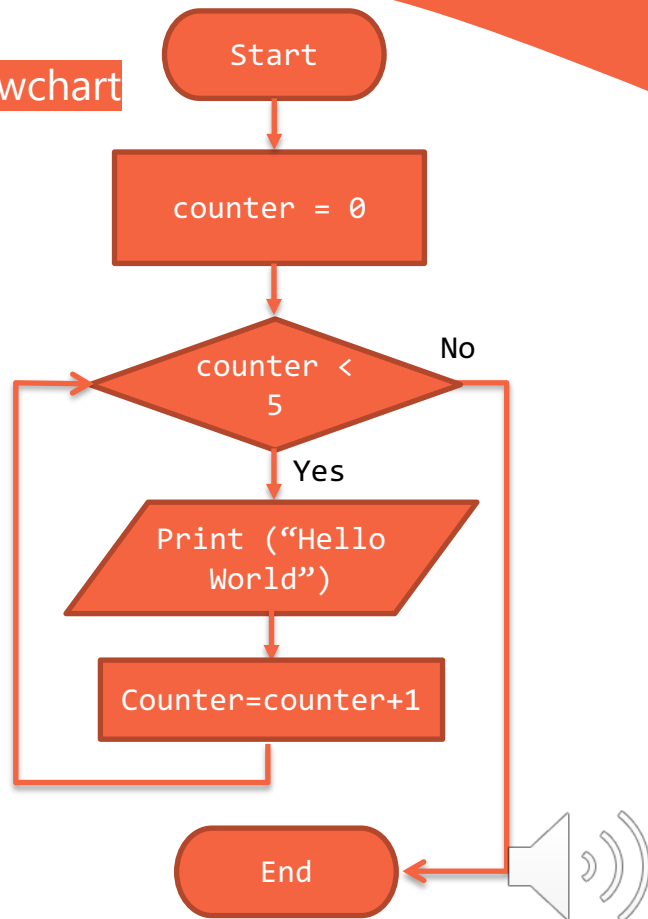 wchart
Start
counter = 0
counter <
5
No
Yes
Print (“Hello
World”)
Counter=counter+1
End